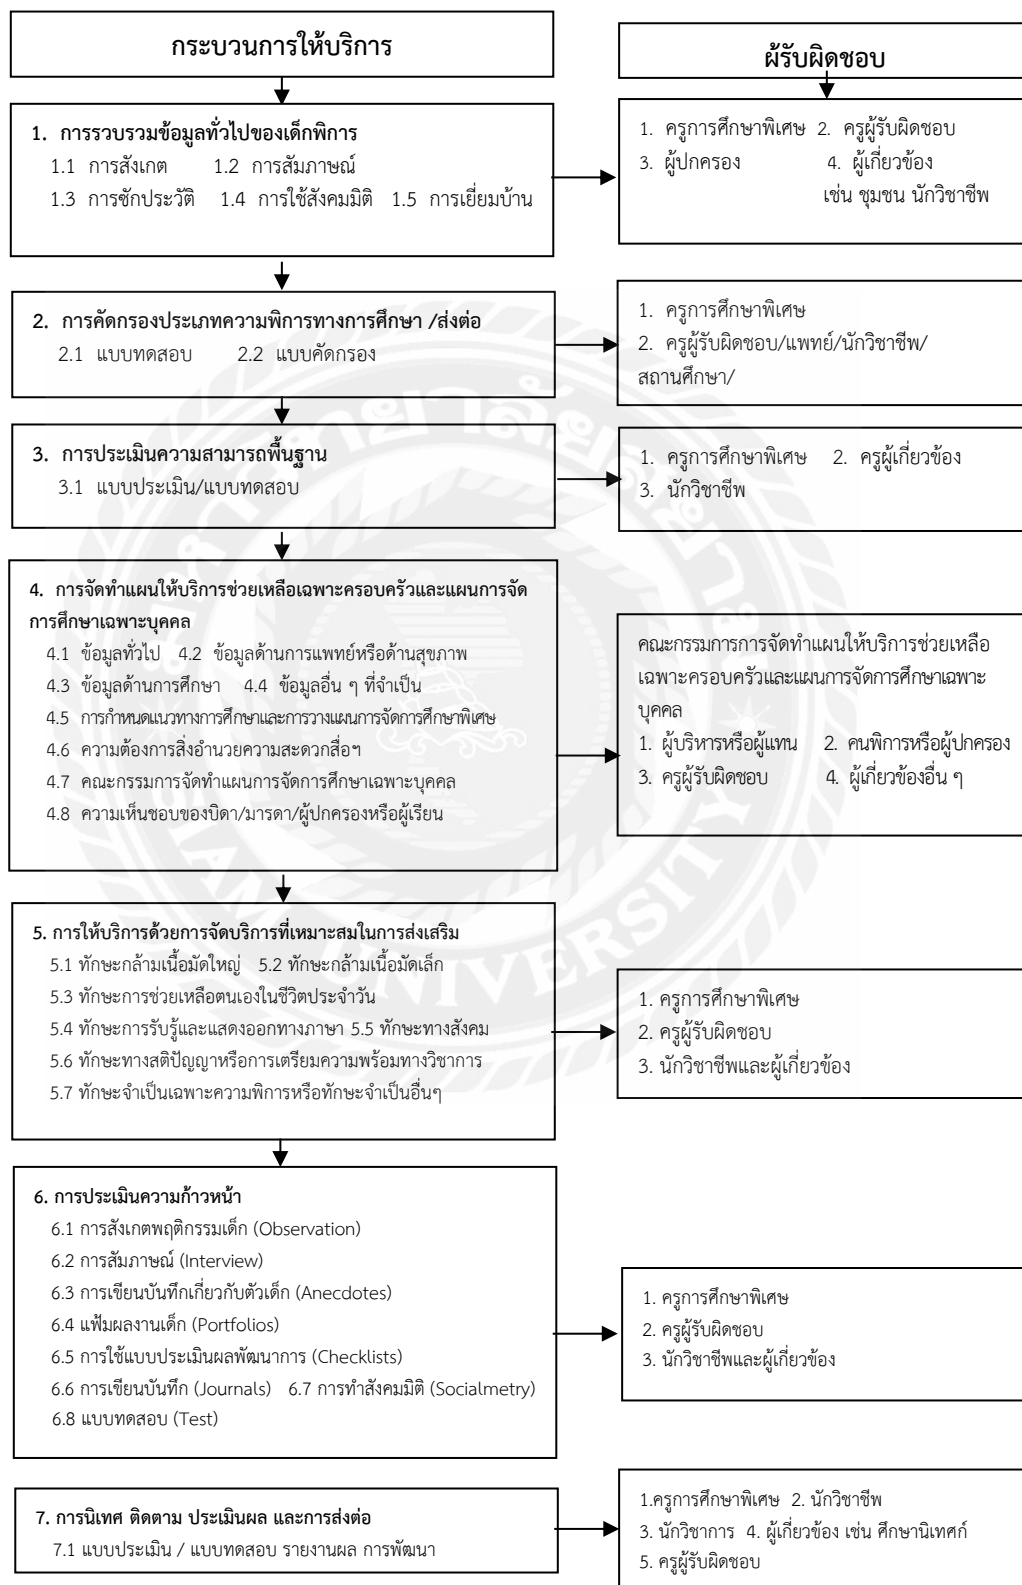 กระบวนการให้บริการ
ผู้รับผิดชอบ
1. การรวบรวมข้อมูลทั่วไปของเด็กพิการ
1.1 การสังเกต 1.2 การสัมภาษณ์
1.3 การซักประวัติ 1.4 การใช้สังคมมิติ 1.5 การเยี่ยมบ้าน
1. ครูการศึกษาพิเศษ 2. ครูผู้รับผิดชอบ
3. ผู้ปกครอง 4. ผู้เกี่ยวข้อง
เช่น ชุมชน นักวิชาชีพ
2. การคัดกรองประเภทความพิการทางการศึกษา /ส่งต่อ
2.1 แบบทดสอบ 2.2 แบบคัดกรอง
1. ครูการศึกษาพิเศษ
2. ครูผู้รับผิดชอบ/แพทย์/นักวิชาชีพ/
สถานศึกษา/
3. การประเมินความสามารถพื้นฐาน
3.1 แบบประเมิน/แบบทดสอบ
1. ครูการศึกษาพิเศษ 2. ครูผู้เกี่ยวข้อง
3. นักวิชาชีพ
4. การจัดทำแผนให้บริการช่วยเหลือเฉพาะครอบครัวและแผนการจัด
การศึกษาเฉพาะบุคคล
4.1 ข้อมูลทั่วไป 4.2 ข้อมูลด้านการแพทย์หรือด้านสุขภาพ
4.3 ข้อมูลด้านการศึกษา 4.4 ข้อมูลอื่น ๆ ที่จำเป็น
4.5 การกำหนดแนวทางการศึกษาและการวางแผนการจัดการศึกษาพิเศษ
4.6 ความต้องการสิ่งอำนวยความสะดวกสื่อฯ
4.7 คณะกรรมการจัดทำแผนการจัดการศึกษาเฉพาะบุคคล
4.8 ความเห็นชอบของบิดา/มารดา/ผู้ปกครองหรือผู้เรียน
คณะกรรมการการจัดทำแผนให้บริการช่วยเหลือ
เฉพาะครอบครัวและแผนการจัดการศึกษาเฉพาะ
บุคคล
1. ผู้บริหารหรือผู้แทน 2. คนพิการหรือผู้ปกครอง
3. ครูผู้รับผิดชอบ 4. ผู้เกี่ยวข้องอื่น ๆ
5. การให้บริการด้วยการจัดบริการที่เหมาะสมในการส่งเสริม
5.1 ทักษะกล้ามเนื้อมัดใหญ่ 5.2 ทักษะกล้ามเนื้อมัดเล็ก
5.3 ทักษะการช่วยเหลือตนเองในชีวิตประจำวัน
5.4 ทักษะการรับรู้และแสดงออกทางภาษา 5.5 ทักษะทางสังคม
5.6 ทักษะทางสติปัญญาหรือการเตรียมความพร้อมทางวิชาการ
5.7 ทักษะจำเป็นเฉพาะความพิการหรือทักษะจำเป็นอื่นๆ
1. ครูการศึกษาพิเศษ
2. ครูผู้รับผิดชอบ
3. นักวิชาชีพและผู้เกี่ยวข้อง
6. การประเมินความก้าวหน้า
6.1 การสังเกตพฤติกรรมเด็ก (Observation)
6.2 การสัมภาษณ์ (Interview)
6.3 การเขียนบันทึกเกี่ยวกับตัวเด็ก (Anecdotes)
6.4 แฟ้มผลงานเด็ก (Portfolios)
6.5 การใช้แบบประเมินผลพัฒนาการ (Checklists)
6.6 การเขียนบันทึก (Journals) 6.7 การทำสังคมมิติ (Socialmetry)
6.8 แบบทดสอบ (Test)
1. ครูการศึกษาพิเศษ
2. ครูผู้รับผิดชอบ
3. นักวิชาชีพและผู้เกี่ยวข้อง
7. การนิเทศ ติดตาม ประเมินผล และการส่งต่อ
7.1 แบบประเมิน / แบบทดสอบ รายงานผล การพัฒนา
1.ครูการศึกษาพิเศษ 2. นักวิชาชีพ
3. นักวิชาการ 4. ผู้เกี่ยวข้อง เช่น ศึกษานิเทศก์
5. ครูผู้รับผิดชอบ